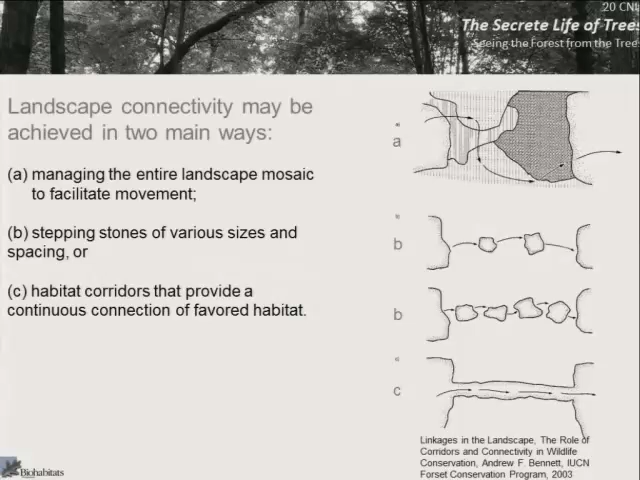 20 CN
The Secrete Life of Trees
Seeing the Forest from the Trees
Landscape connectivity may be
achieved in two main ways:
(a) managing the entire landscape mosaic
to facilitate movement;
(b) stepping stones of various sizes and
spacing, or
(c) habitat corridors that provide a
continuous connection of favored habitat.
a
b
b
c
Linkages in the Landscape, The Role of
Corridors and Connectivity in Wildlife
Conservation, Andrew F. Bennett, IUCN
Forset Conservation Program, 2003
Biohabitats